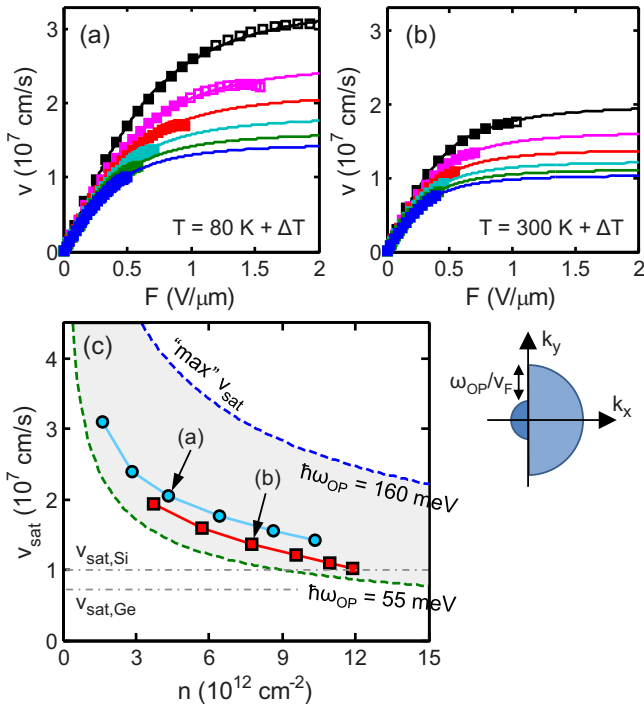 (a)
3
2
1
0
v (10⁷ cm/s)
T = 80 K + ΔT
0 0.5 1 1.5 2
F (V/μm)
(b)
3
2
1
0
v (10⁷ cm/s)
T = 300 K + ΔT
0 0.5 1 1.5 2
F (V/μm)
(c)
4
3
2
1
0
v_sat (10⁷ cm/s)
"max" v_sat
(a)
(b)
ħω_OP = 160 meV
v_sat,Si
ħω_OP = 55 meV
v_sat,Ge
0 3 6 9 12 15
n (10¹² cm⁻²)
k_y
ω_OP/v_F
k_x